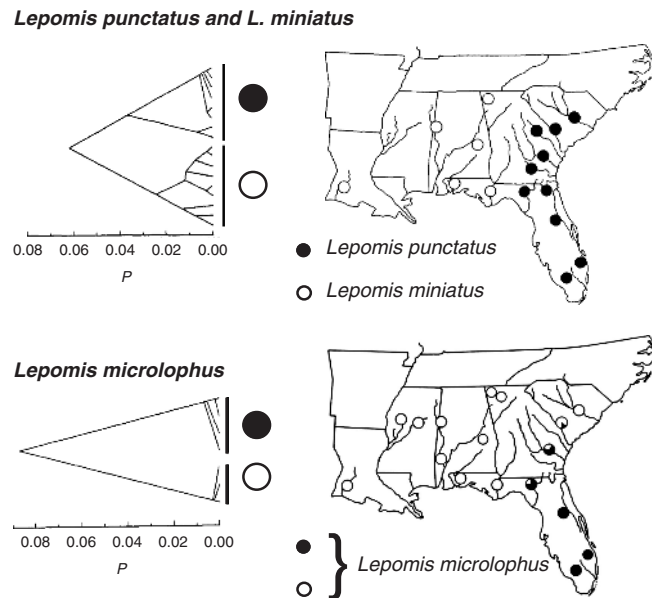 Lepomis punctatus and L. miniatus
0.08 0.06 0.04 0.02 0.00
P
Lepomis punctatus
Lepomis miniatus
Lepomis microlophus
0.08 0.06 0.04 0.02 0.00
P
Lepomis microlophus